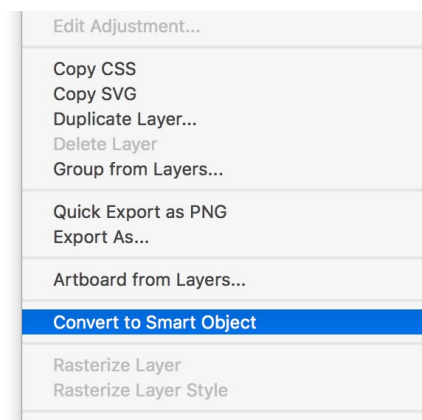 Edit Adjustment...
Copy CSS
Copy SVG
Duplicate Layer...
Delete Layer
Group from Layers...
Quick Export as PNG
Export As...
Artboard from Layers...
Convert to Smart Object
Rasterize Layer
Rasterize Layer Style